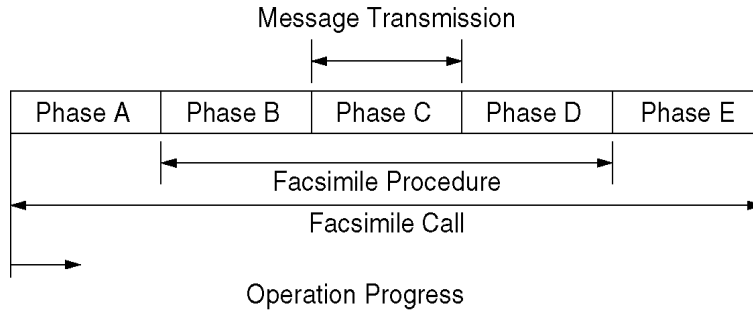 Message Transmission
Phase A Phase B Phase C Phase D Phase E
Facsimile Procedure
Facsimile Call
Operation Progress